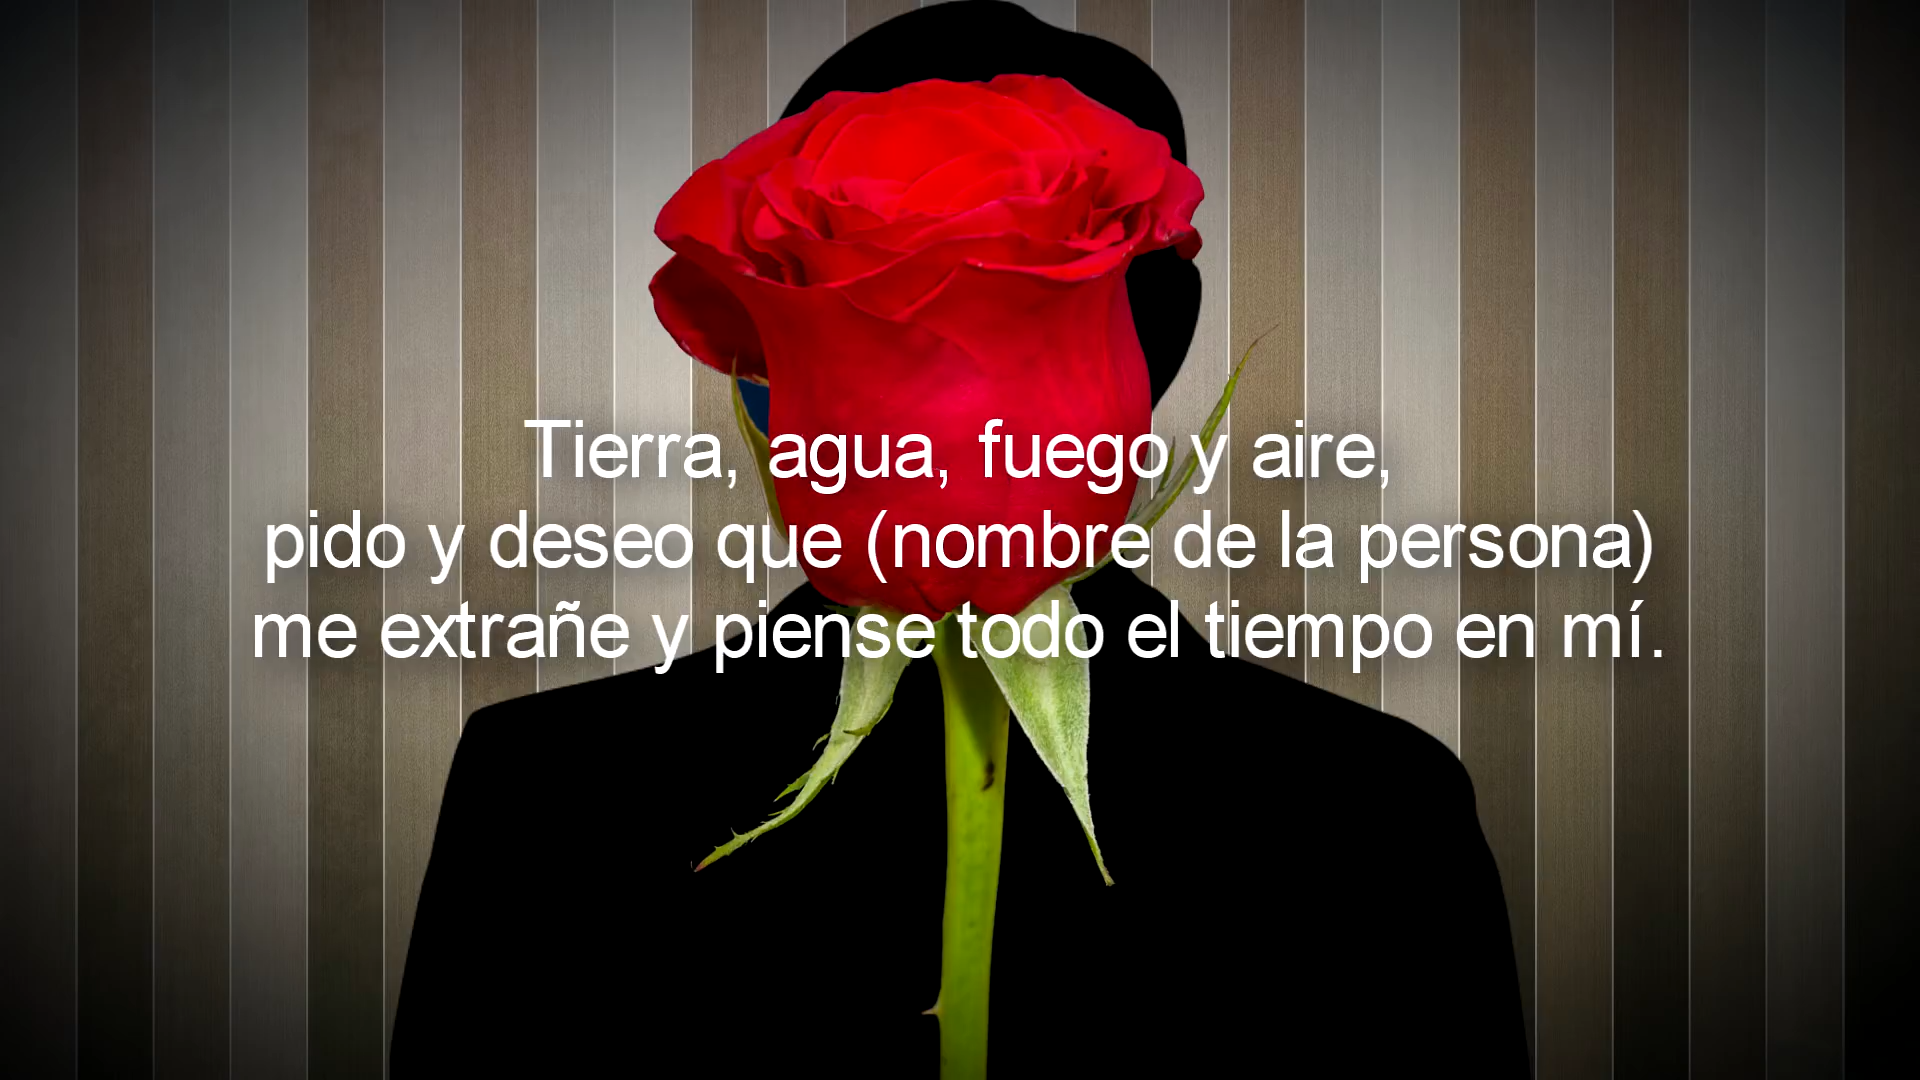 Tierra, agua, fuego y aire,
pido y deseo que (nombre de la persona)
me extrañe y piense todo el tiempo en mí.